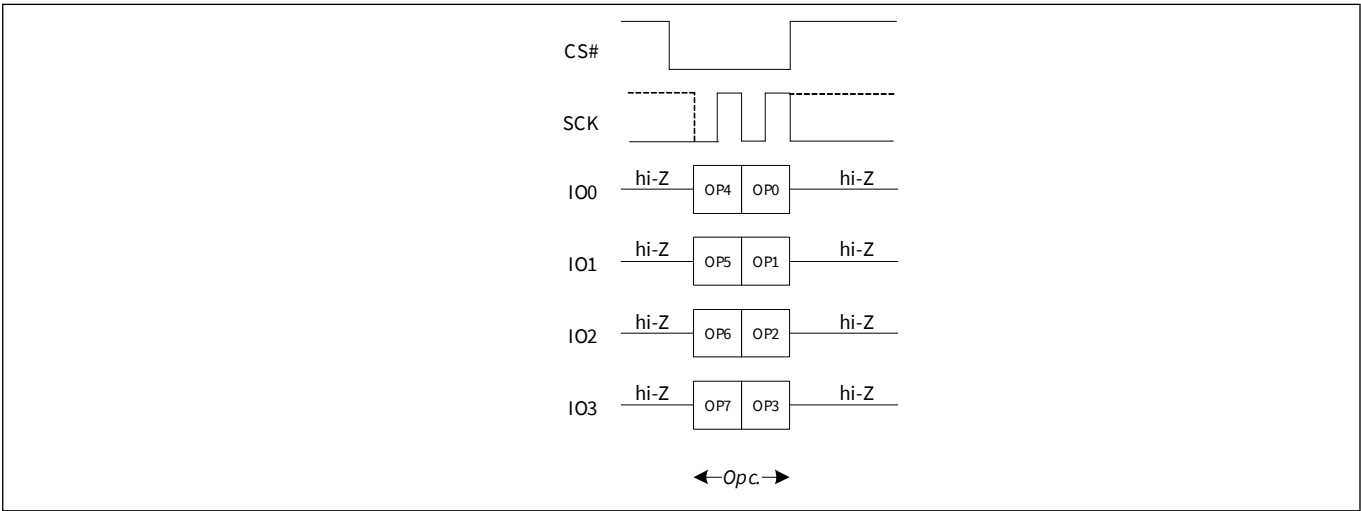 CS#
SCK
IO0 hi-Z OP4 OP0 hi-Z
IO1 hi-Z OP5 OP1 hi-Z
IO2 hi-Z OP6 OP2 hi-Z
IO3 hi-Z OP7 OP3 hi-Z
Opc.